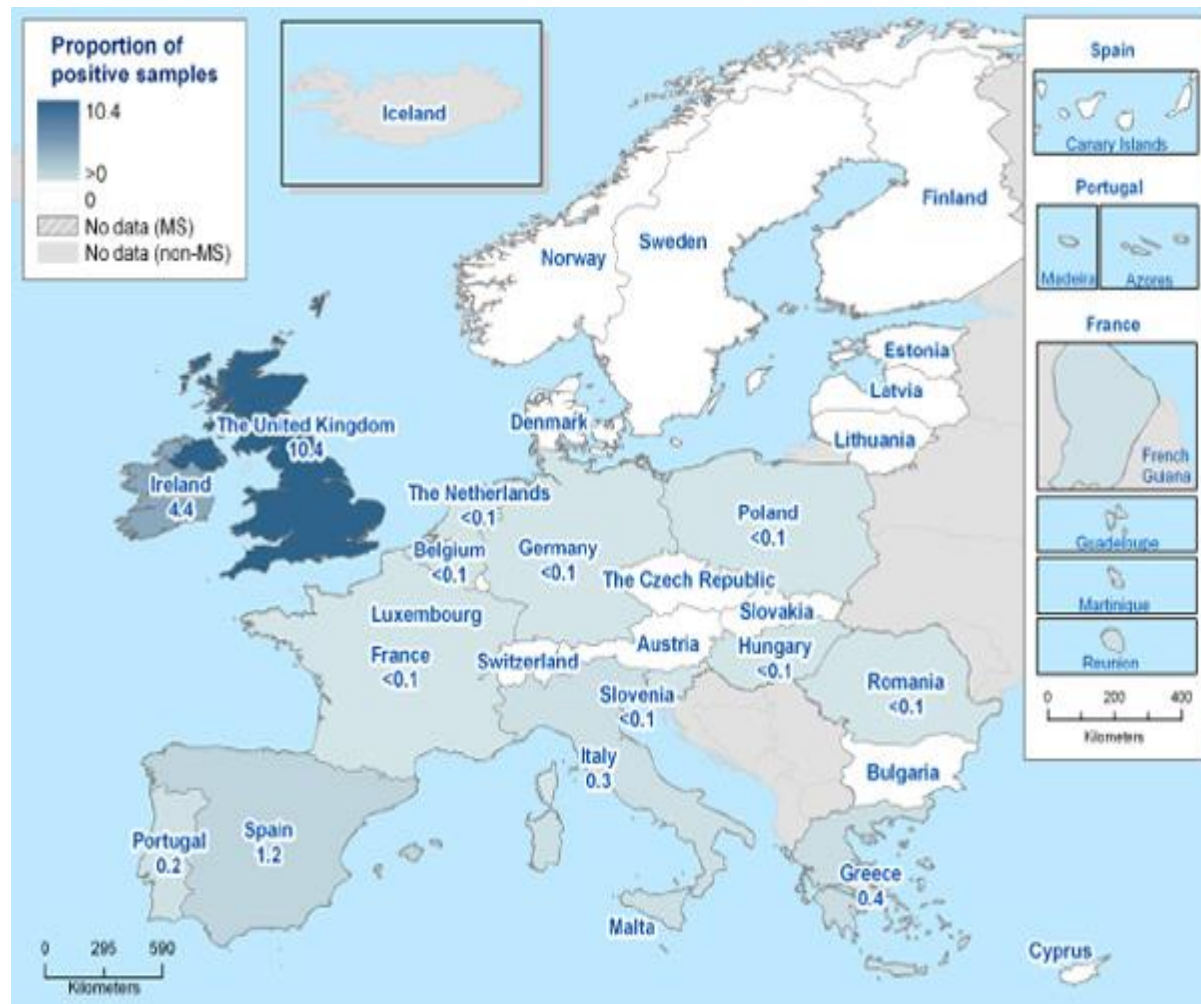 Proportion of
positive samples
10.4
>0
0
No data (MS)
No data (non-MS)
Iceland
Spain
Canary Islands
Portugal
Madeira
Azores
France
French
Guiana
Guadeloupe
Martinique
Reunion
0 200 400
Kilometers
Finland
Sweden
Norway
Estonia
Latvia
Lithuania
Denmark
The United Kingdom
10.4
Ireland
4.4
The Netherlands
<0.1
Belgium
<0.1
Germany
<0.1
Poland
<0.1
The Czech Republic
Slovakia
Luxembourg
Austria
Hungary
<0.1
France
<0.1
Switzerland
Slovenia
<0.1
Romania
<0.1
Italy
0.3
Bulgaria
Portugal
0.2
Spain
1.2
Greece
0.4
Malta
Cyprus
0 295 590
Kilometers